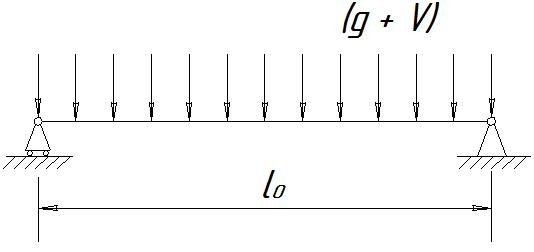 (g + V)
l₀